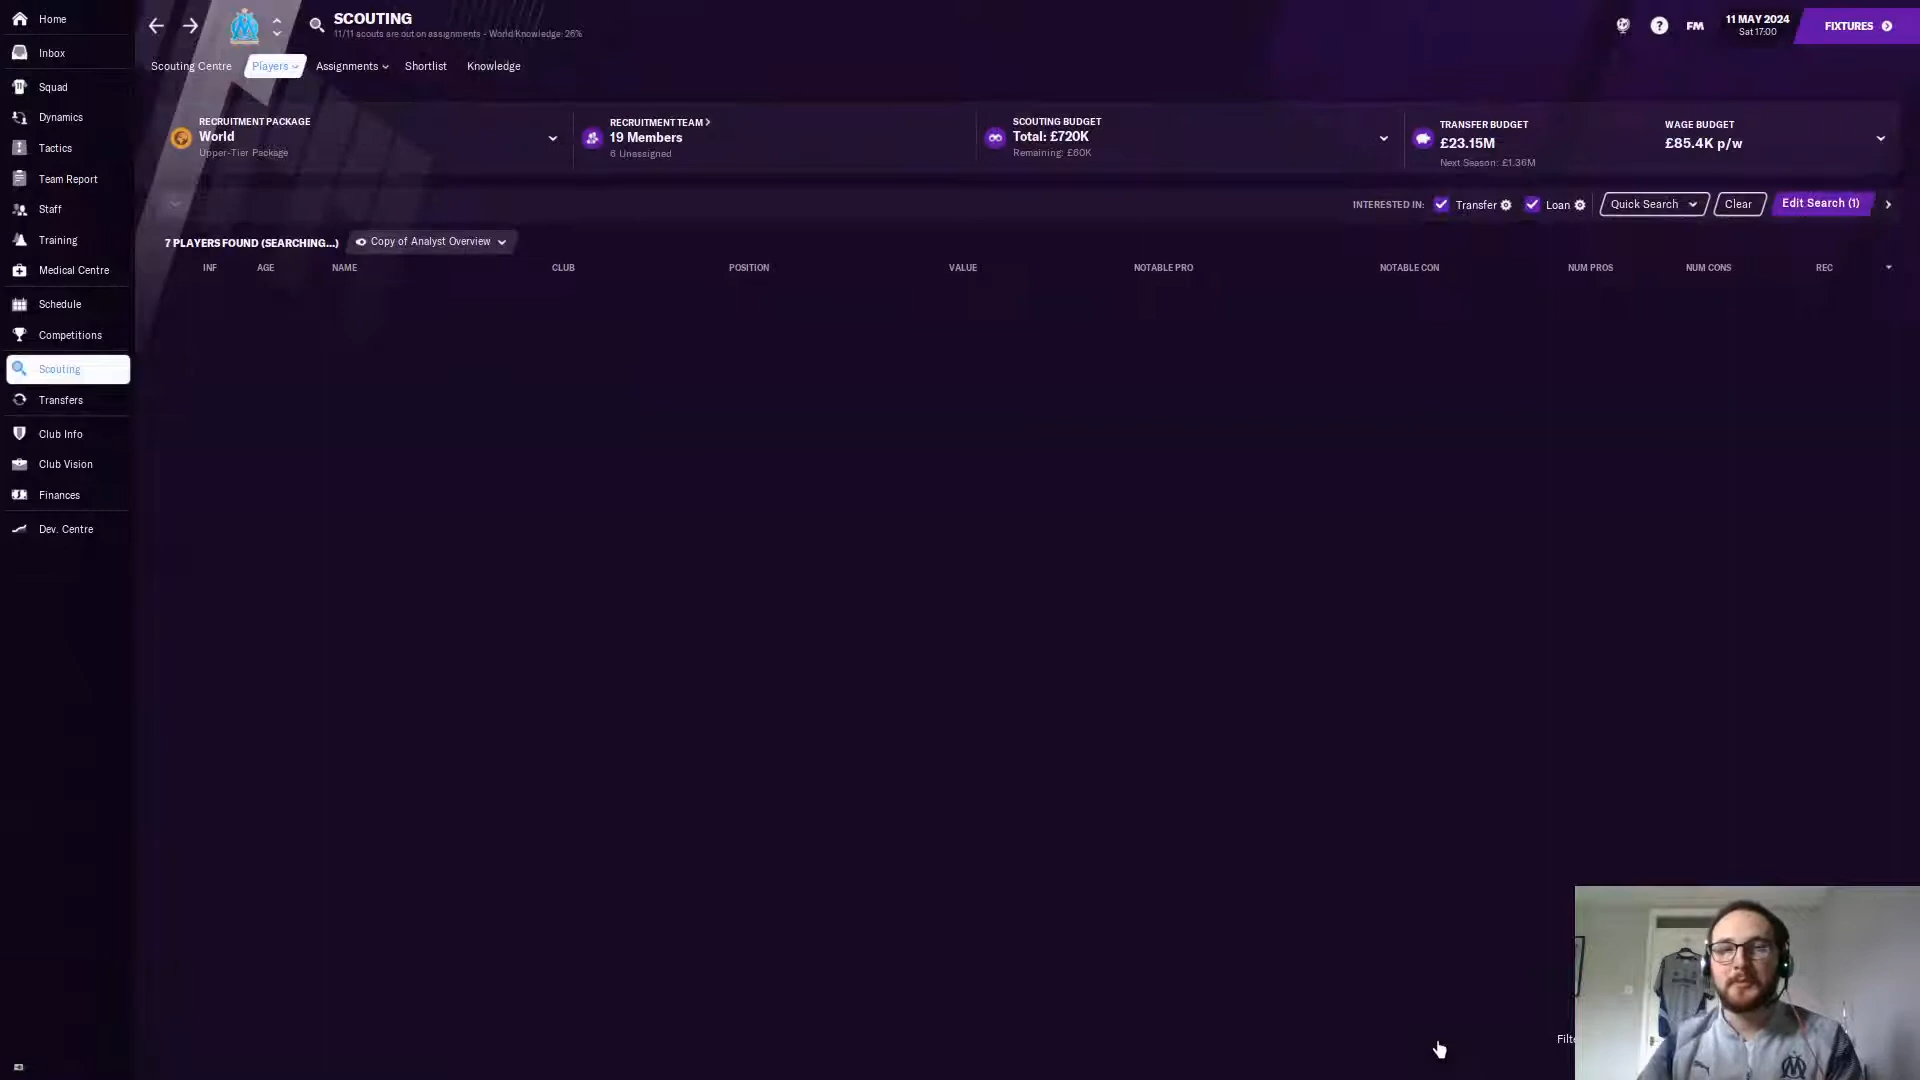 Home
Inbox
Squad
Dynamics
Tactics
Team Report
Staff
Training
Medical Centre
Schedule
Competitions
Scouting
Transfers
Club Info
Club Vision
Finances
Dev. Centre
SCOUTING
11/11 scouts are out on assignments - World Knowledge: 26%
FM
11 MAY 2024
Sat 17:00
FIXTURES
Scouting Centre
Players
Assignments
Shortlist
Knowledge
RECRUITMENT PACKAGE
World
Upper-Tier Package
RECRUITMENT TEAM
19 Members
6 Unassigned
SCOUTING BUDGET
Total: £720K
Remaining: £60K
TRANSFER BUDGET
£23.15M
Next Season: £1.36M
WAGE BUDGET
£85.4K p/w
INTERESTED IN:
Transfer
Loan
Quick Search
Clear
Edit Search (1)
7 PLAYERS FOUND (SEARCHING...)
Copy of Analyst Overview
INF AGE NAME CLUB POSITION VALUE NOTABLE PRO NOTABLE CON NUM PROS NUM CONS REC